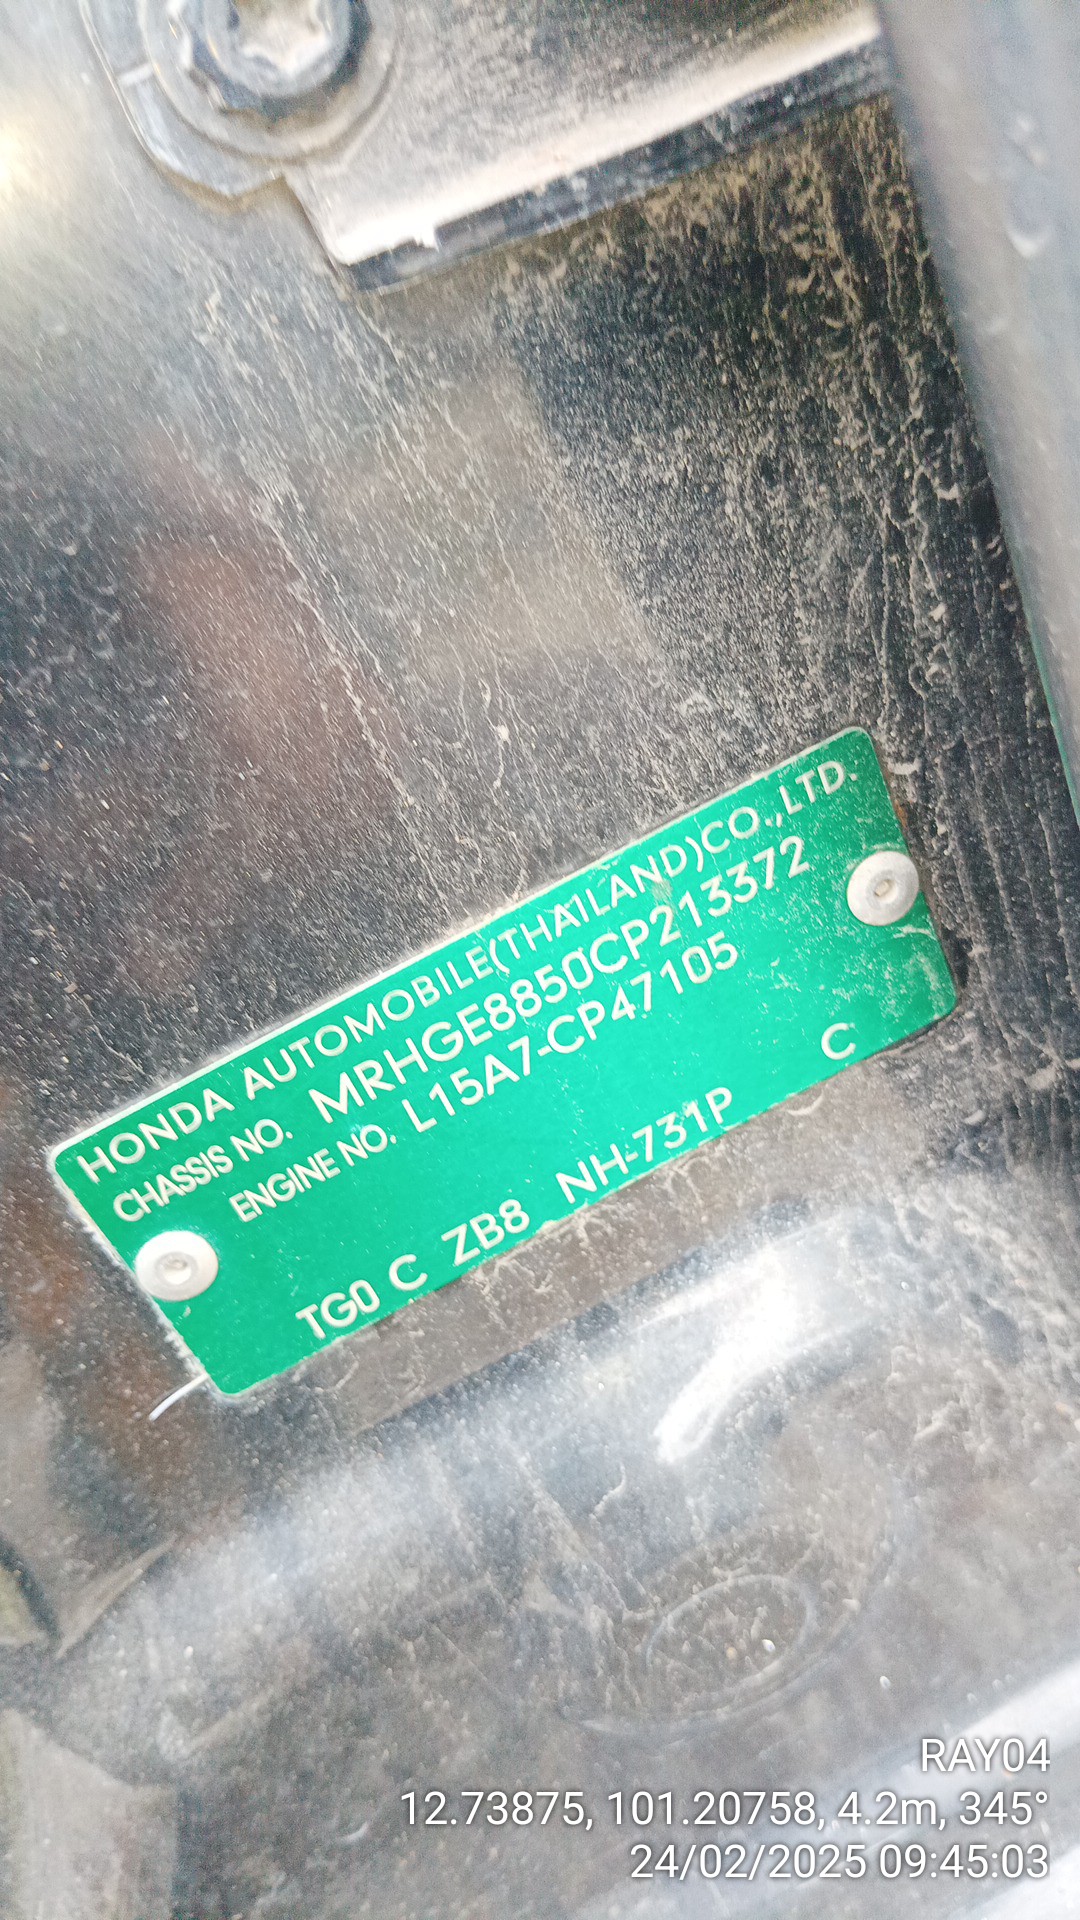 HONDA AUTOMOBILE(THAILAND)CO.,LTD.
CHASSIS NO. MRHGE8850CP213372
ENGINE NO. L15A7-CP47105
TG0 C ZB8 NH-731P C
RAY04
12.73875, 101.20758, 4.2m, 345°
24/02/2025 09:45:03